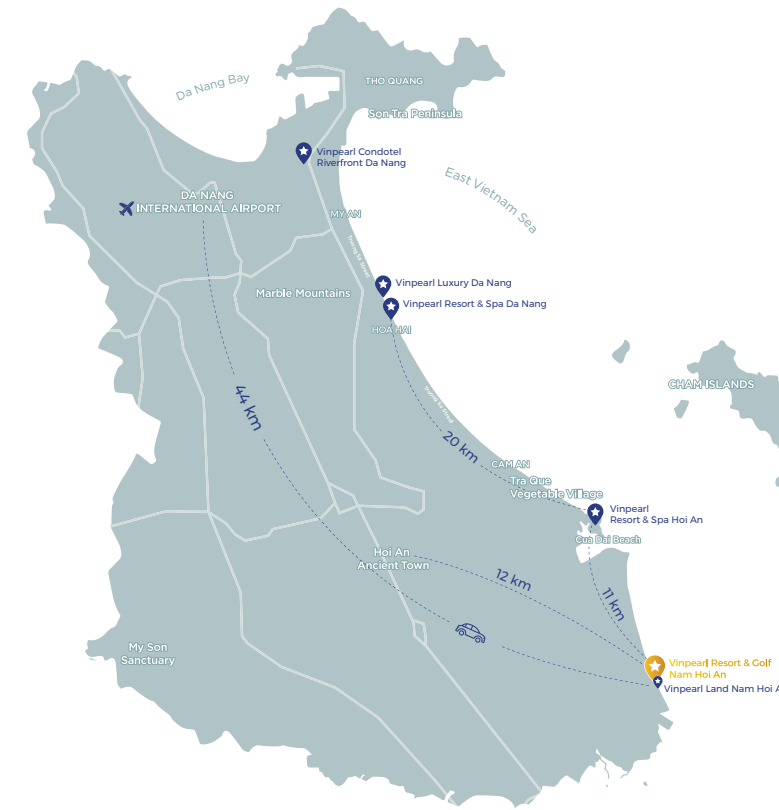 Da Nang Bay
THO QUANG
Son Tra Peninsula
Vinpearl Condotel
Riverfront Da Nang
East Vietnam Sea
DA NANG
INTERNATIONAL AIRPORT
MY AN
Vinpearl Luxury Da Nang
Marble Mountains
Vinpearl Resort & Spa Da Nang
HOA HAI
CHAM ISLANDS
44 km
20 km
CAM AN
Tra Que
Vegetable Village
Vinpearl
Resort & Spa Hoi An
Cua Dai Beach
Hoi An
Ancient Town
12 km
11 km
My Son
Sanctuary
Vinpearl Resort & Golf
Nam Hoi An
Vinpearl Land Nam Hoi A